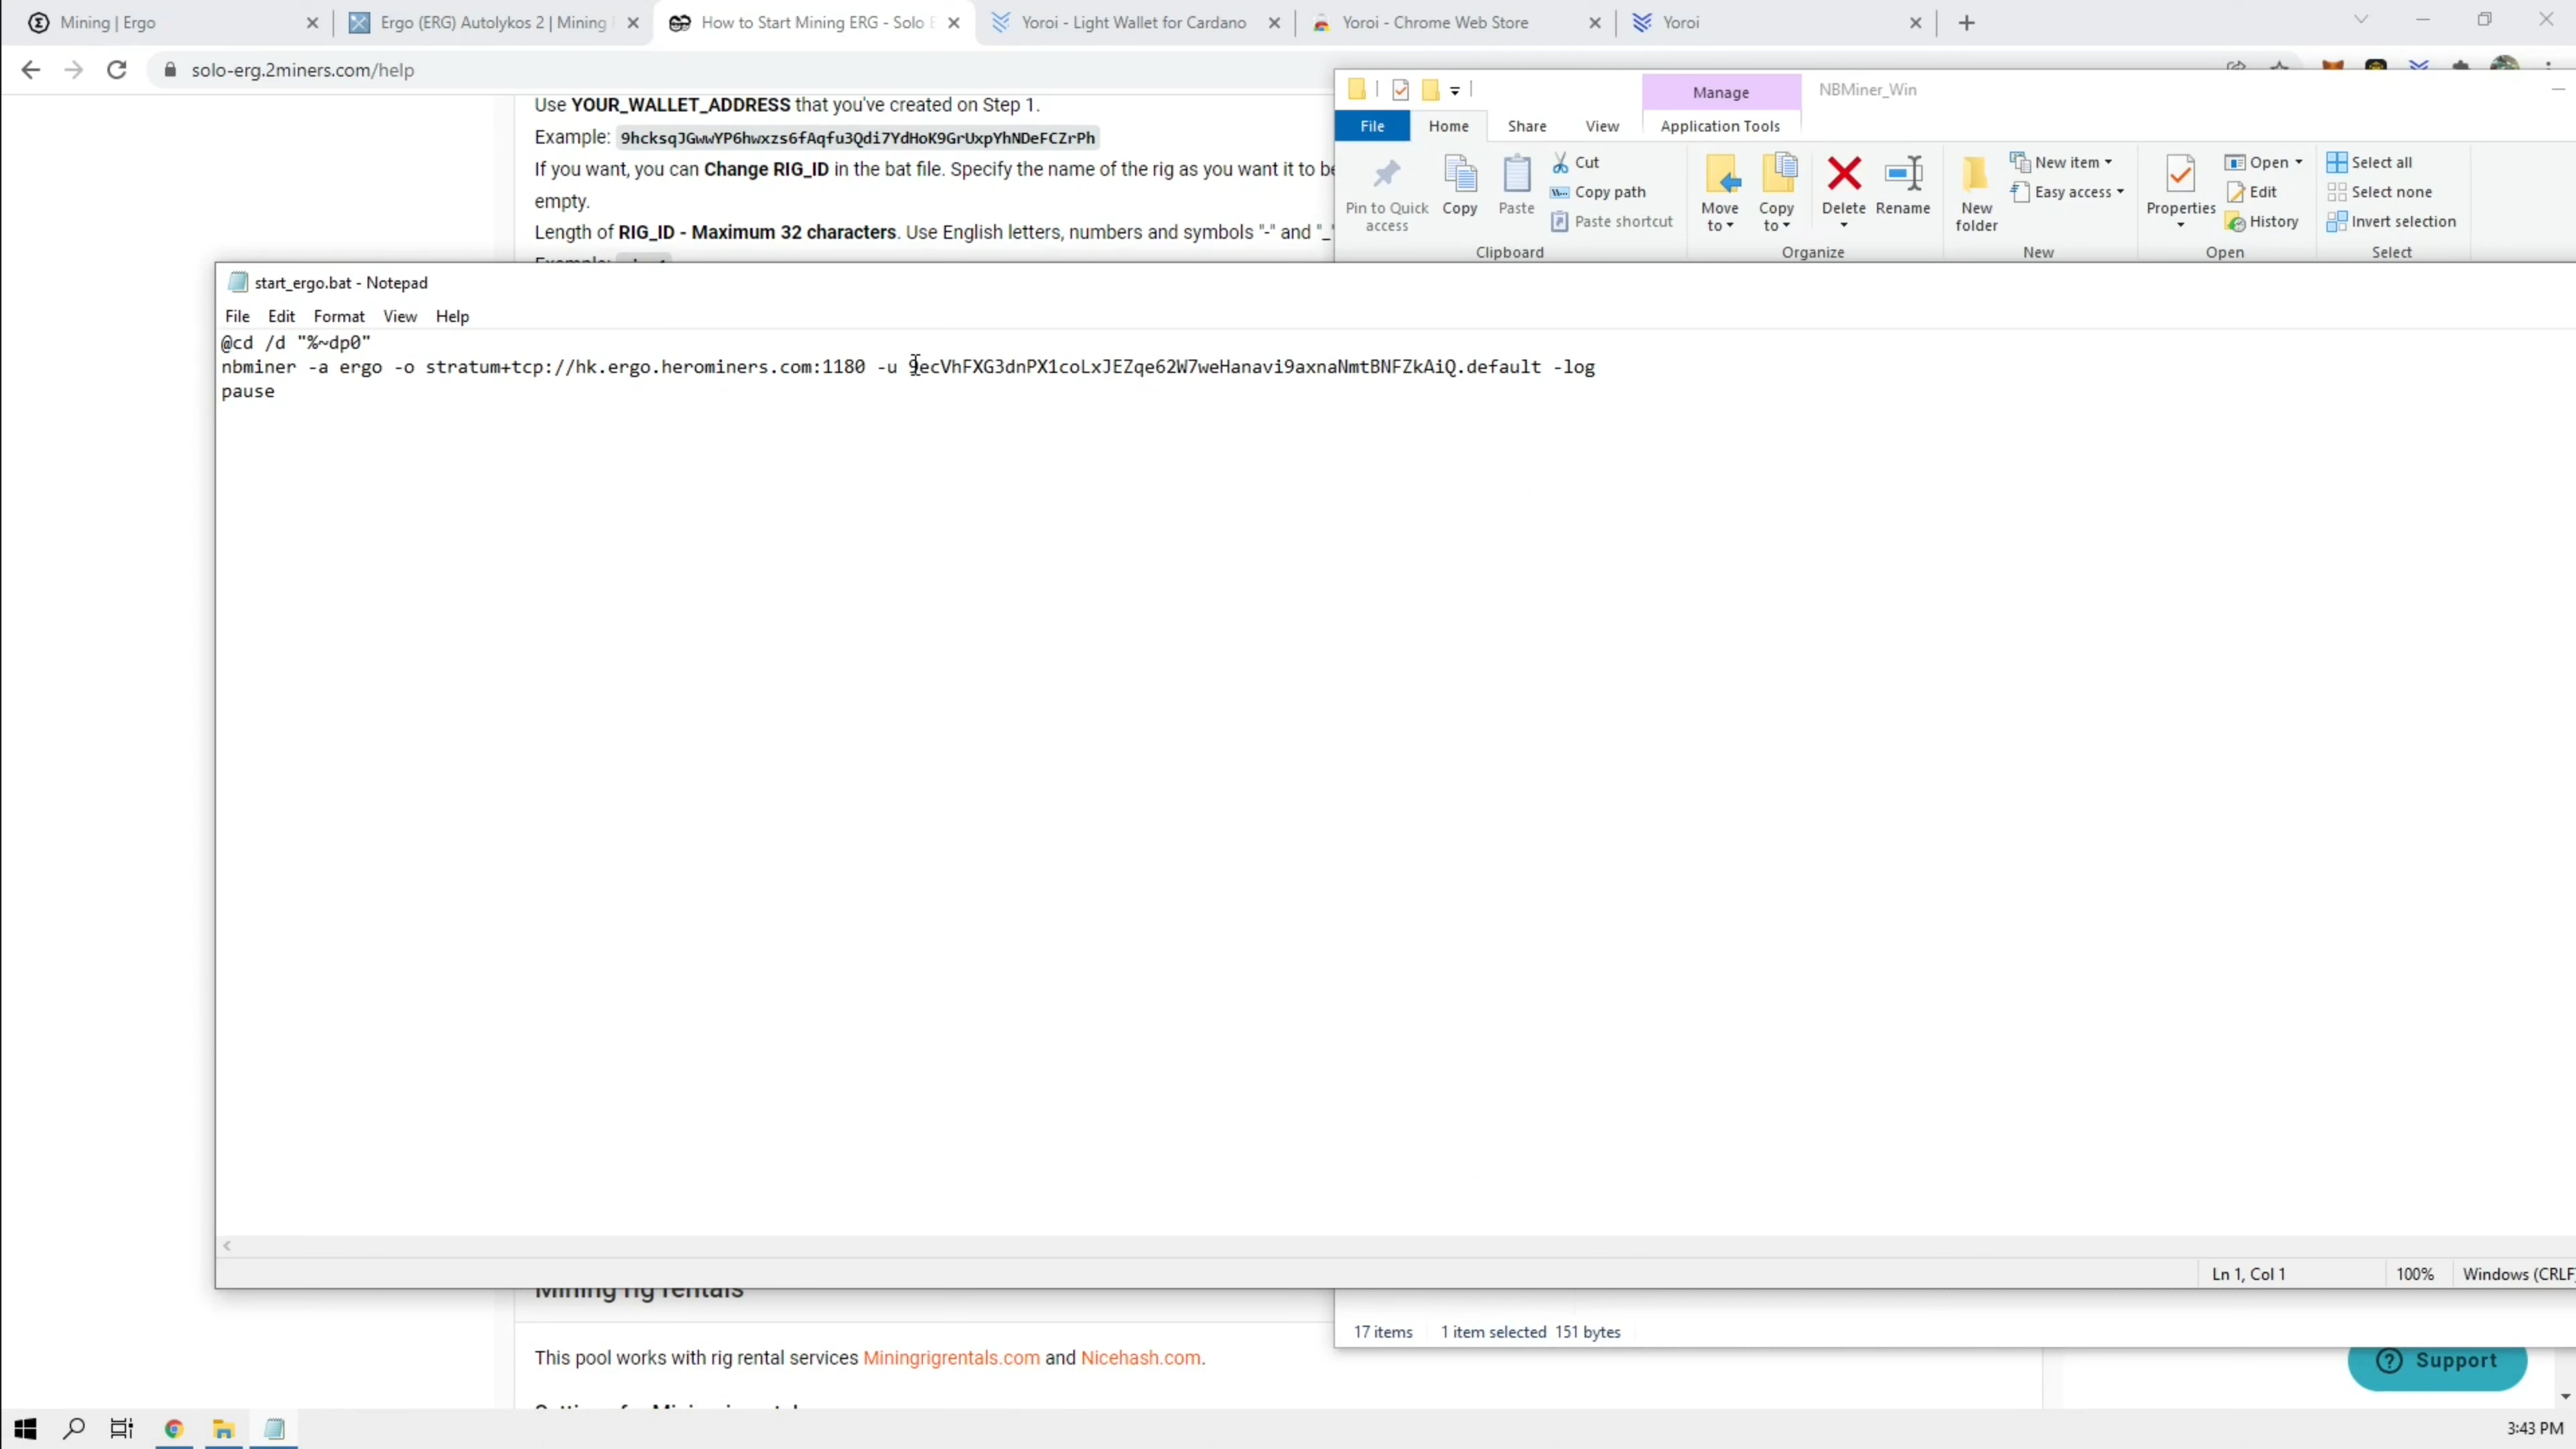 Mining | Ergo
Ergo (ERG) Autolykos 2 | Mining
How to Start Mining ERG - Solo
Yoroi - Light Wallet for Cardano
Yoroi - Chrome Web Store
Yoroi
solo-erg.2miners.com/help
Use YOUR_WALLET_ADDRESS that you've created on Step 1.
Example: 9hcksqJGwwYP6hwxzs6fAqfu3Qdi7YdHoK9GrUxpYhNDeFCZrPh
If you want, you can Change RIG_ID in the bat file. Specify the name of the rig as you want it to be
empty.
Length of RIG_ID - Maximum 32 characters. Use English letters, numbers and symbols "-" and "_"
Manage
NBMiner_Win
File
Home
Share
View
Application Tools
Pin to Quick access
Copy
Paste
Cut
Copy path
Paste shortcut
Move to
Copy to
Delete
Rename
New folder
New item
Easy access
Properties
Open
Edit
History
Select all
Select none
Invert selection
Clipboard
Organize
New
Open
Select
start_ergo.bat - Notepad
File Edit Format View Help
@cd /d "%~dp0"
nbminer -a ergo -o stratum+tcp://hk.ergo.herominers.com:1180 -u 9ecVhFXG3dnPX1coLxJEZqe62W7weHanavi9axnaNmtBNFZkAiQ.default -log
pause
Ln 1, Col 1
100%
Windows (CRLF
Mining rig rentals
17 items
1 item selected 151 bytes
This pool works with rig rental services Miningrigrentals.com and Nicehash.com.
Support
3:43 PM